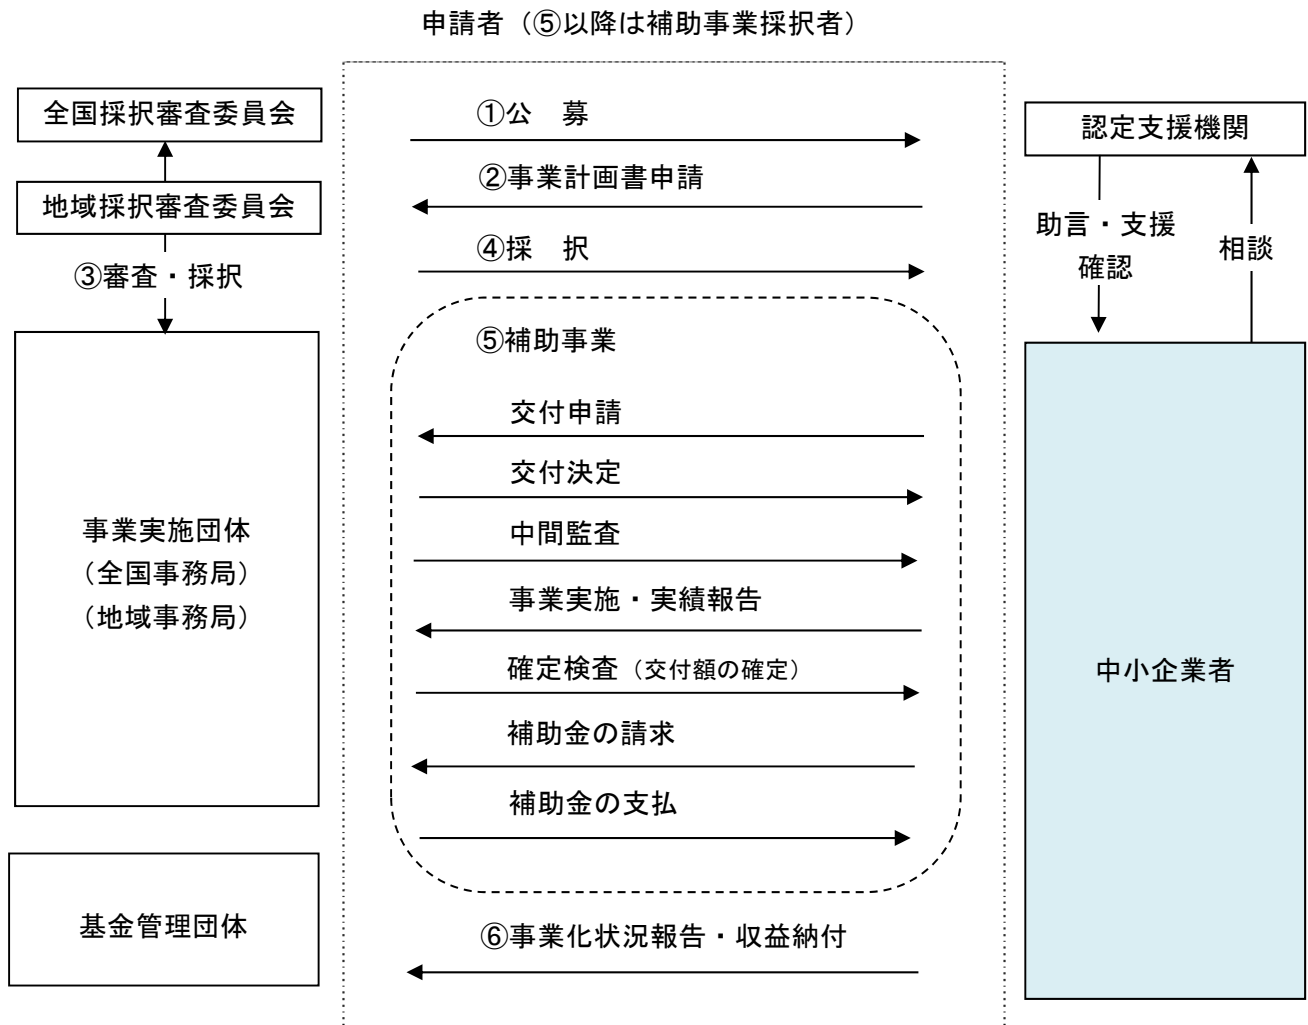 申請者（⑤以降は補助事業採択者）
全国採択審査委員会
地域採択審査委員会
③審査・採択
事業実施団体
（全国事務局）
（地域事務局）
基金管理団体
①公　募
②事業計画書申請
④採　択
⑤補助事業
交付申請
交付決定
中間監査
事業実施・実績報告
確定検査（交付額の確定）
補助金の請求
補助金の支払
⑥事業化状況報告・収益納付
認定支援機関
助言・支援
確認
相談
中小企業者